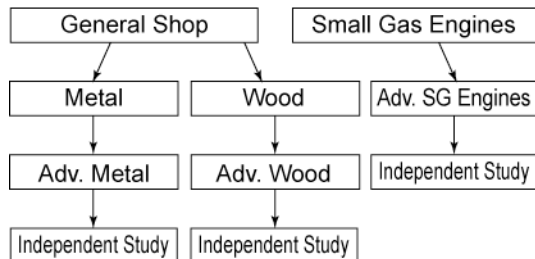 General Shop
Small Gas Engines
Metal
Wood
Adv. SG Engines
Adv. Metal
Adv. Wood
Independent Study
Independent Study
Independent Study